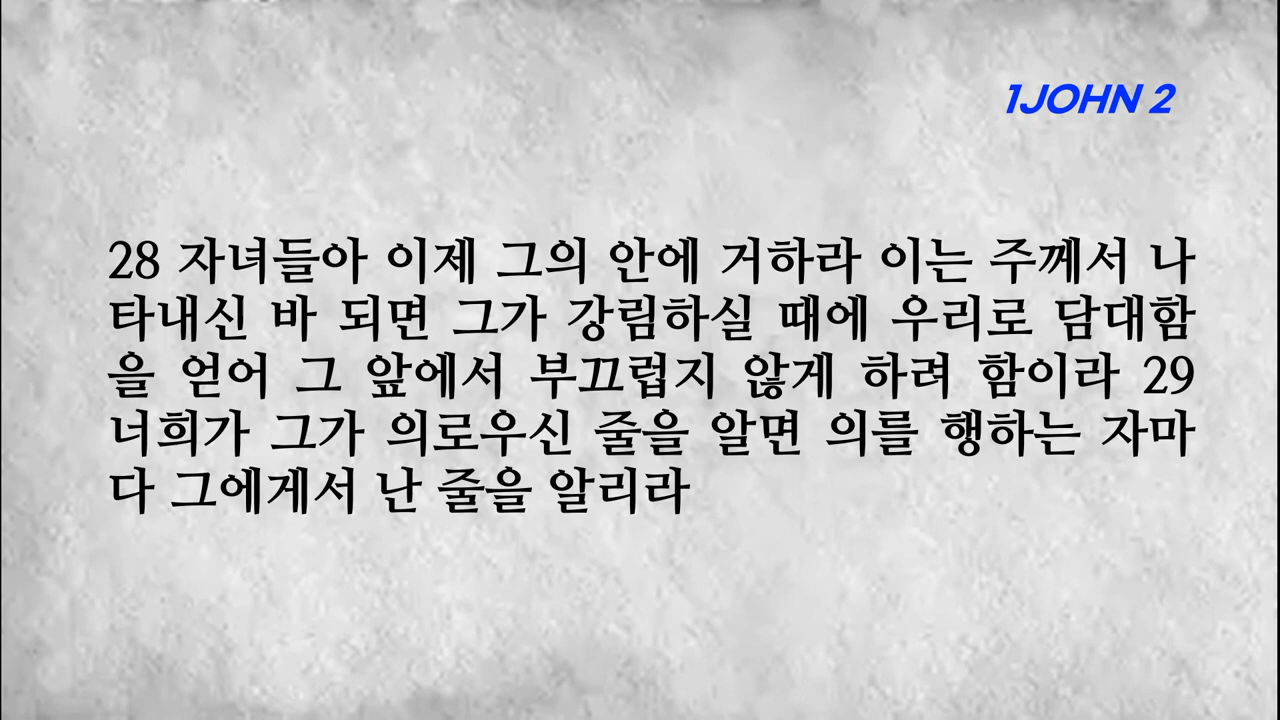 1JOHN 2
28 자녀들아 이제 그의 안에 거하라 이는 주께서 나
타내신 바 되면 그가 강림하실 때에 우리로 담대함
을 얻어 그 앞에서 부끄럽지 않게 하려 함이라 29
너희가 그가 의로우신 줄을 알면 의를 행하는 자마
다 그에게서 난 줄을 알리라